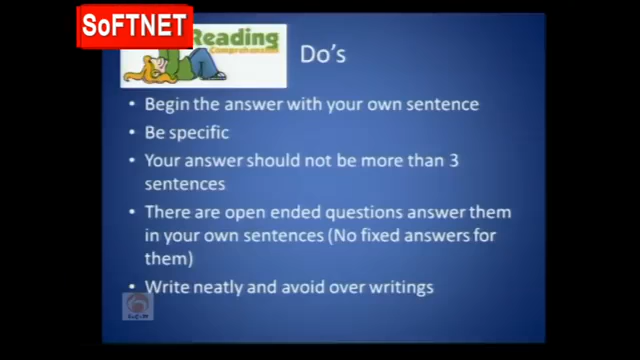 SoFTNET
Reading
Comprehension
Do's
• Begin the answer with your own sentence
• Be specific
• Your answer should not be more than 3
sentences
• There are open ended questions answer them
in your own sentences (No fixed answers for
them)
• Write neatly and avoid over writings